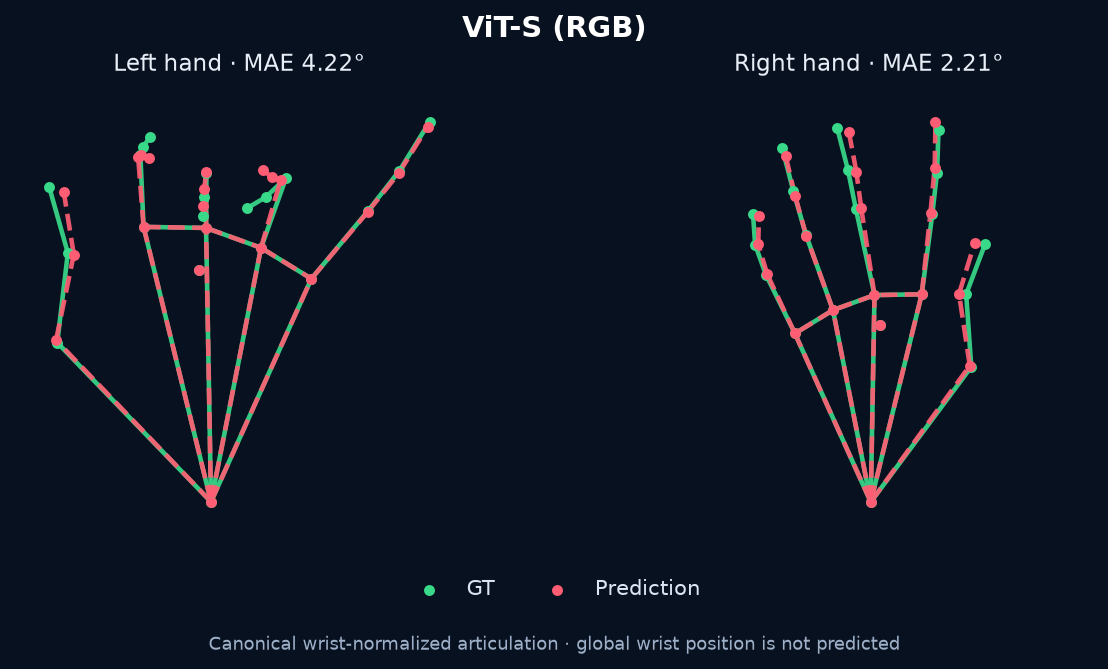 ViT-S (RGB)
Left hand · MAE 4.22°
Right hand · MAE 2.21°
GT
Prediction
Canonical wrist-normalized articulation · global wrist position is not predicted